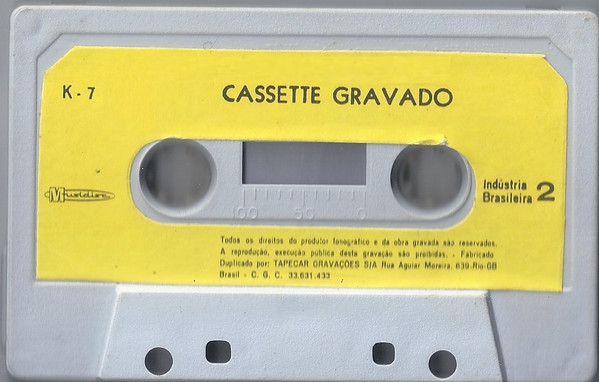 K - 7
CASSETTE GRAVADO
Musidisc
100 50 0
Indústria
Brasileira 2
Todos os direitos do produtor fonográfico e da obra gravada são reservados.
A reprodução, execução pública desta gravação são proibidas. - Fabricado
Duplicado por: TAPECAR GRAVAÇÕES S/A Rua Aguiar Moreira 639-Rio-GB
Brasil - C. G. C. 33.631.433